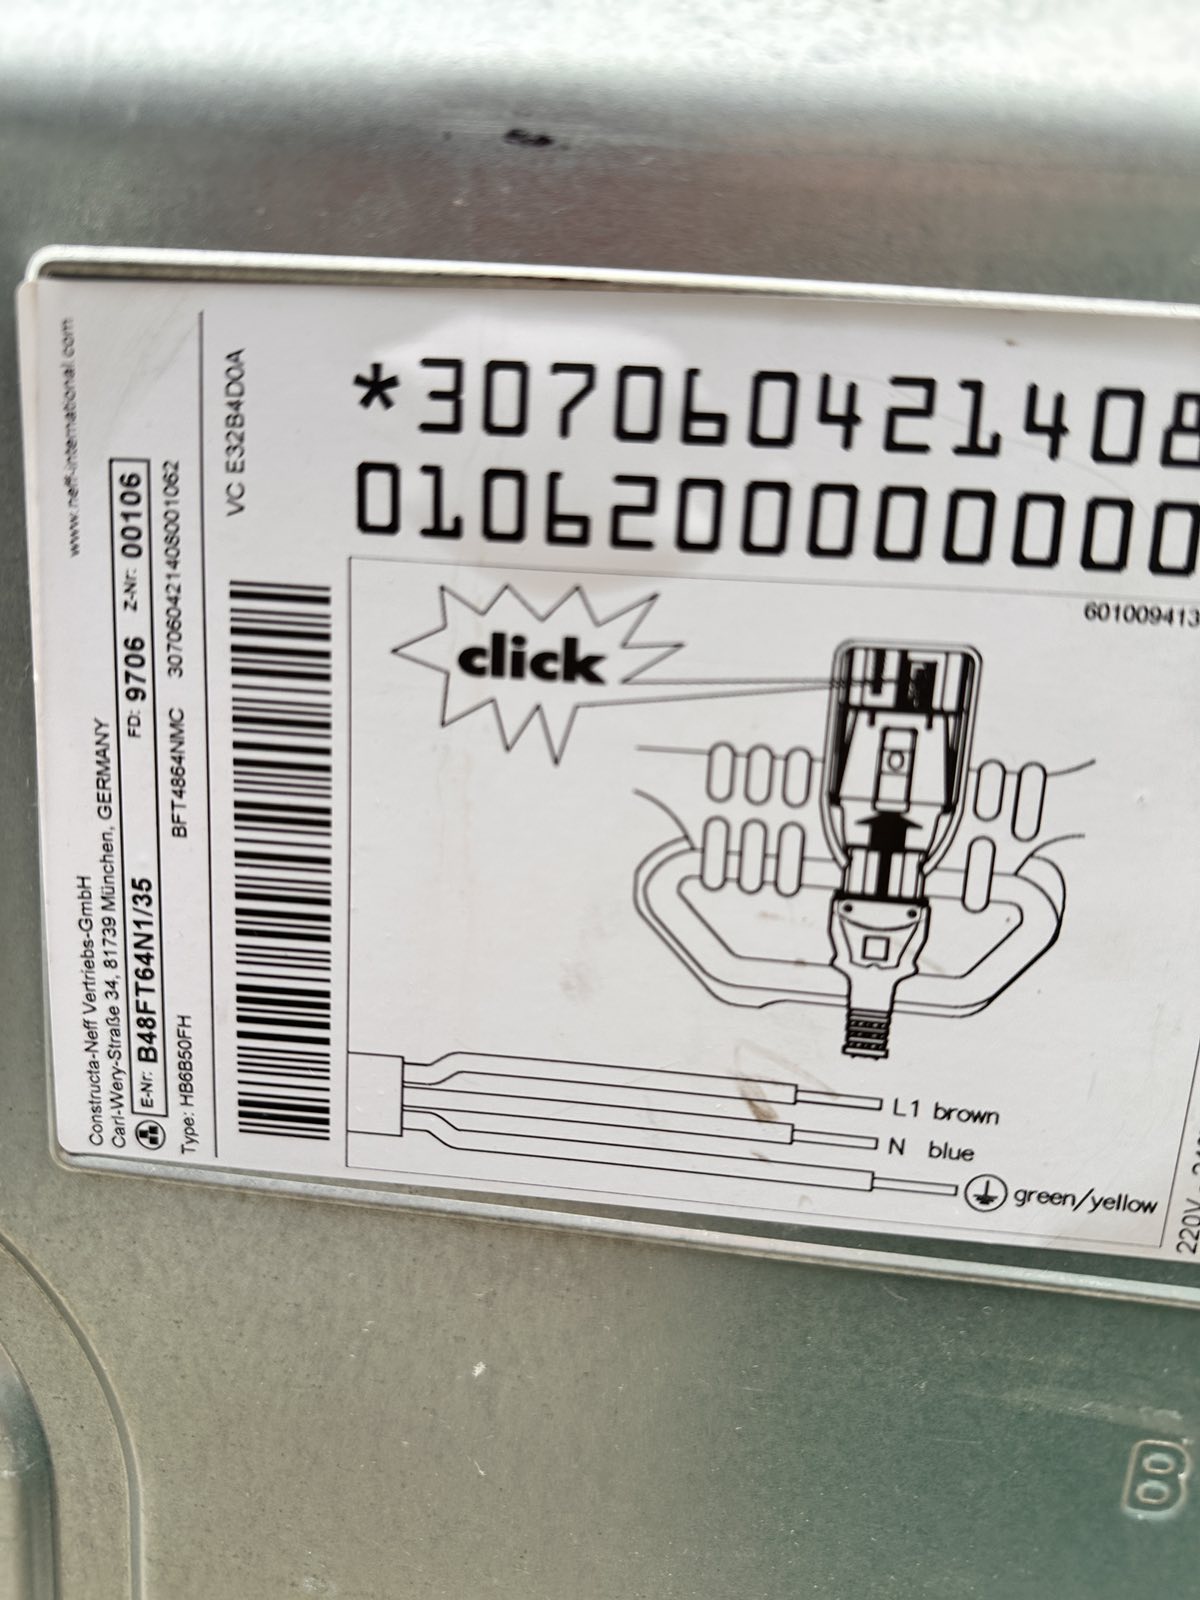 www.neff-international.com
Constructa-Neff Vertriebs-GmbH
Carl-Wery-Straße 34, 81739 München, GERMANY
E-Nr: B48FT64N1/35 FD: 9706 Z-Nr: 00106
Type: HB6B50FH BFT4864NMC 307060421408001062
VC E32B4D0A
*307060421408
0106200000000
601009413
click
L1 brown
N blue
green/yellow
220V
B